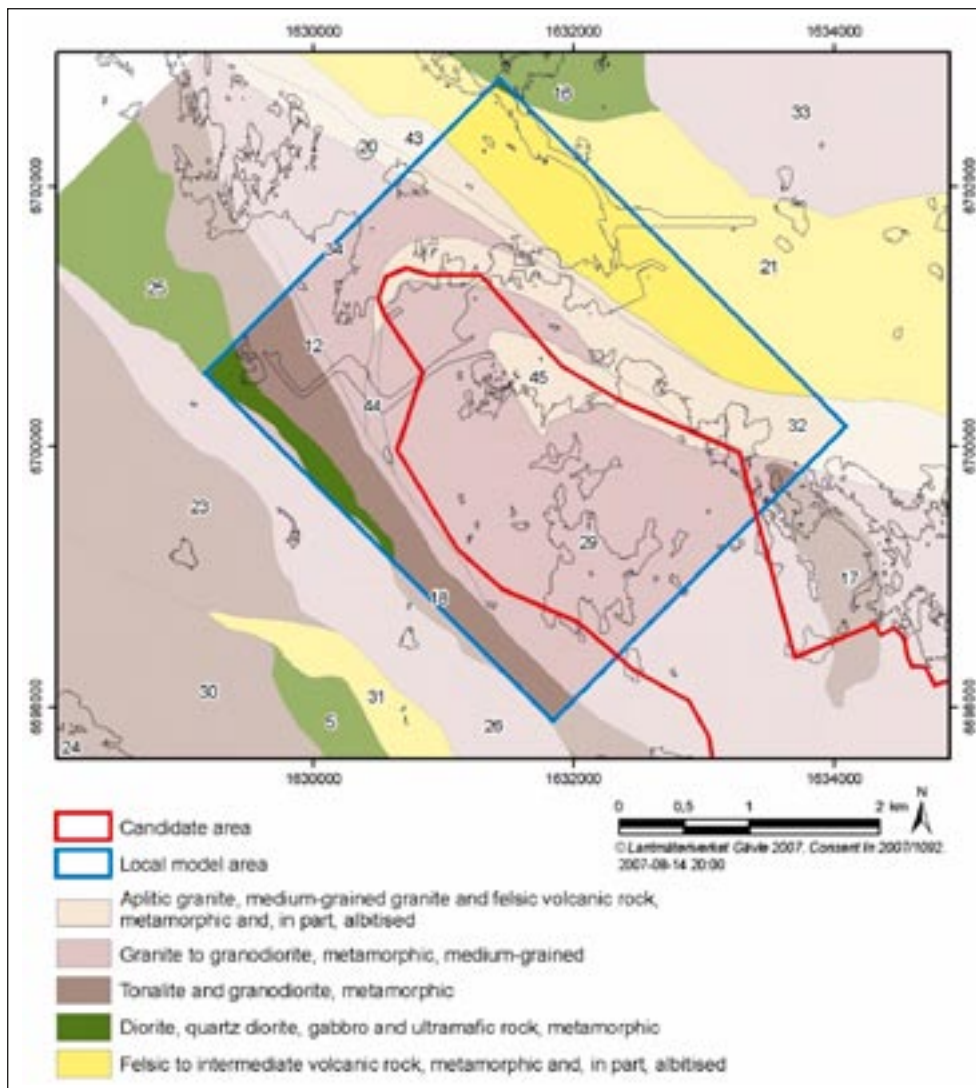 1630000 1632000 1634000
16
33
43
20
6702000 6702000
34
21
25
12
45
44
32
6700000 6700000
23
29
17
18
30
31
5
26
6698000 6698000
24
1630000 1632000 1634000
N
0 0,5 1 2 km
Candidate area
© Lantmäteriverket Gävle 2007. Consent in 2007/1092.
2007-08-14 20:00
Local model area
Aplitic granite, medium-grained granite and felsic volcanic rock,
metamorphic and, in part, albitised
Granite to granodiorite, metamorphic, medium-grained
Tonalite and granodiorite, metamorphic
Diorite, quartz diorite, gabbro and ultramafic rock, metamorphic
Felsic to intermediate volcanic rock, metamorphic and, in part, albitised